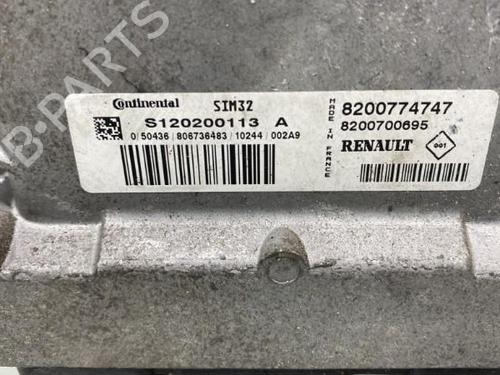 Continental SIM32
S120200113 A
0/50436/806736483/10244/002A9
MADE IN FRANCE
8200774747
8200700695
RENAULT 001
B-PARTS